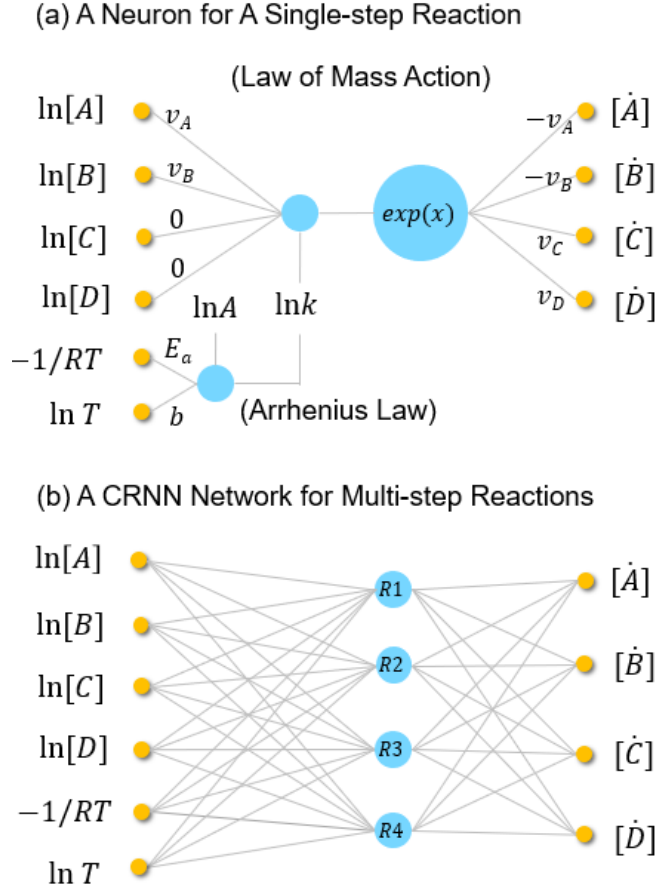 (a) A Neuron for A Single-step Reaction
(Law of Mass Action)
ln[A]
ln[B]
ln[C]
ln[D]
−1/RT
ln T
v_A
v_B
0
0
E_a
b
lnA
lnk
(Arrhenius Law)
exp(x)
−v_A
−v_B
v_C
v_D
[Ȧ]
[Ḃ]
[Ċ]
[Ḋ]
(b) A CRNN Network for Multi-step Reactions
ln[A]
ln[B]
ln[C]
ln[D]
−1/RT
ln T
R1
R2
R3
R4
[Ȧ]
[Ḃ]
[Ċ]
[Ḋ]